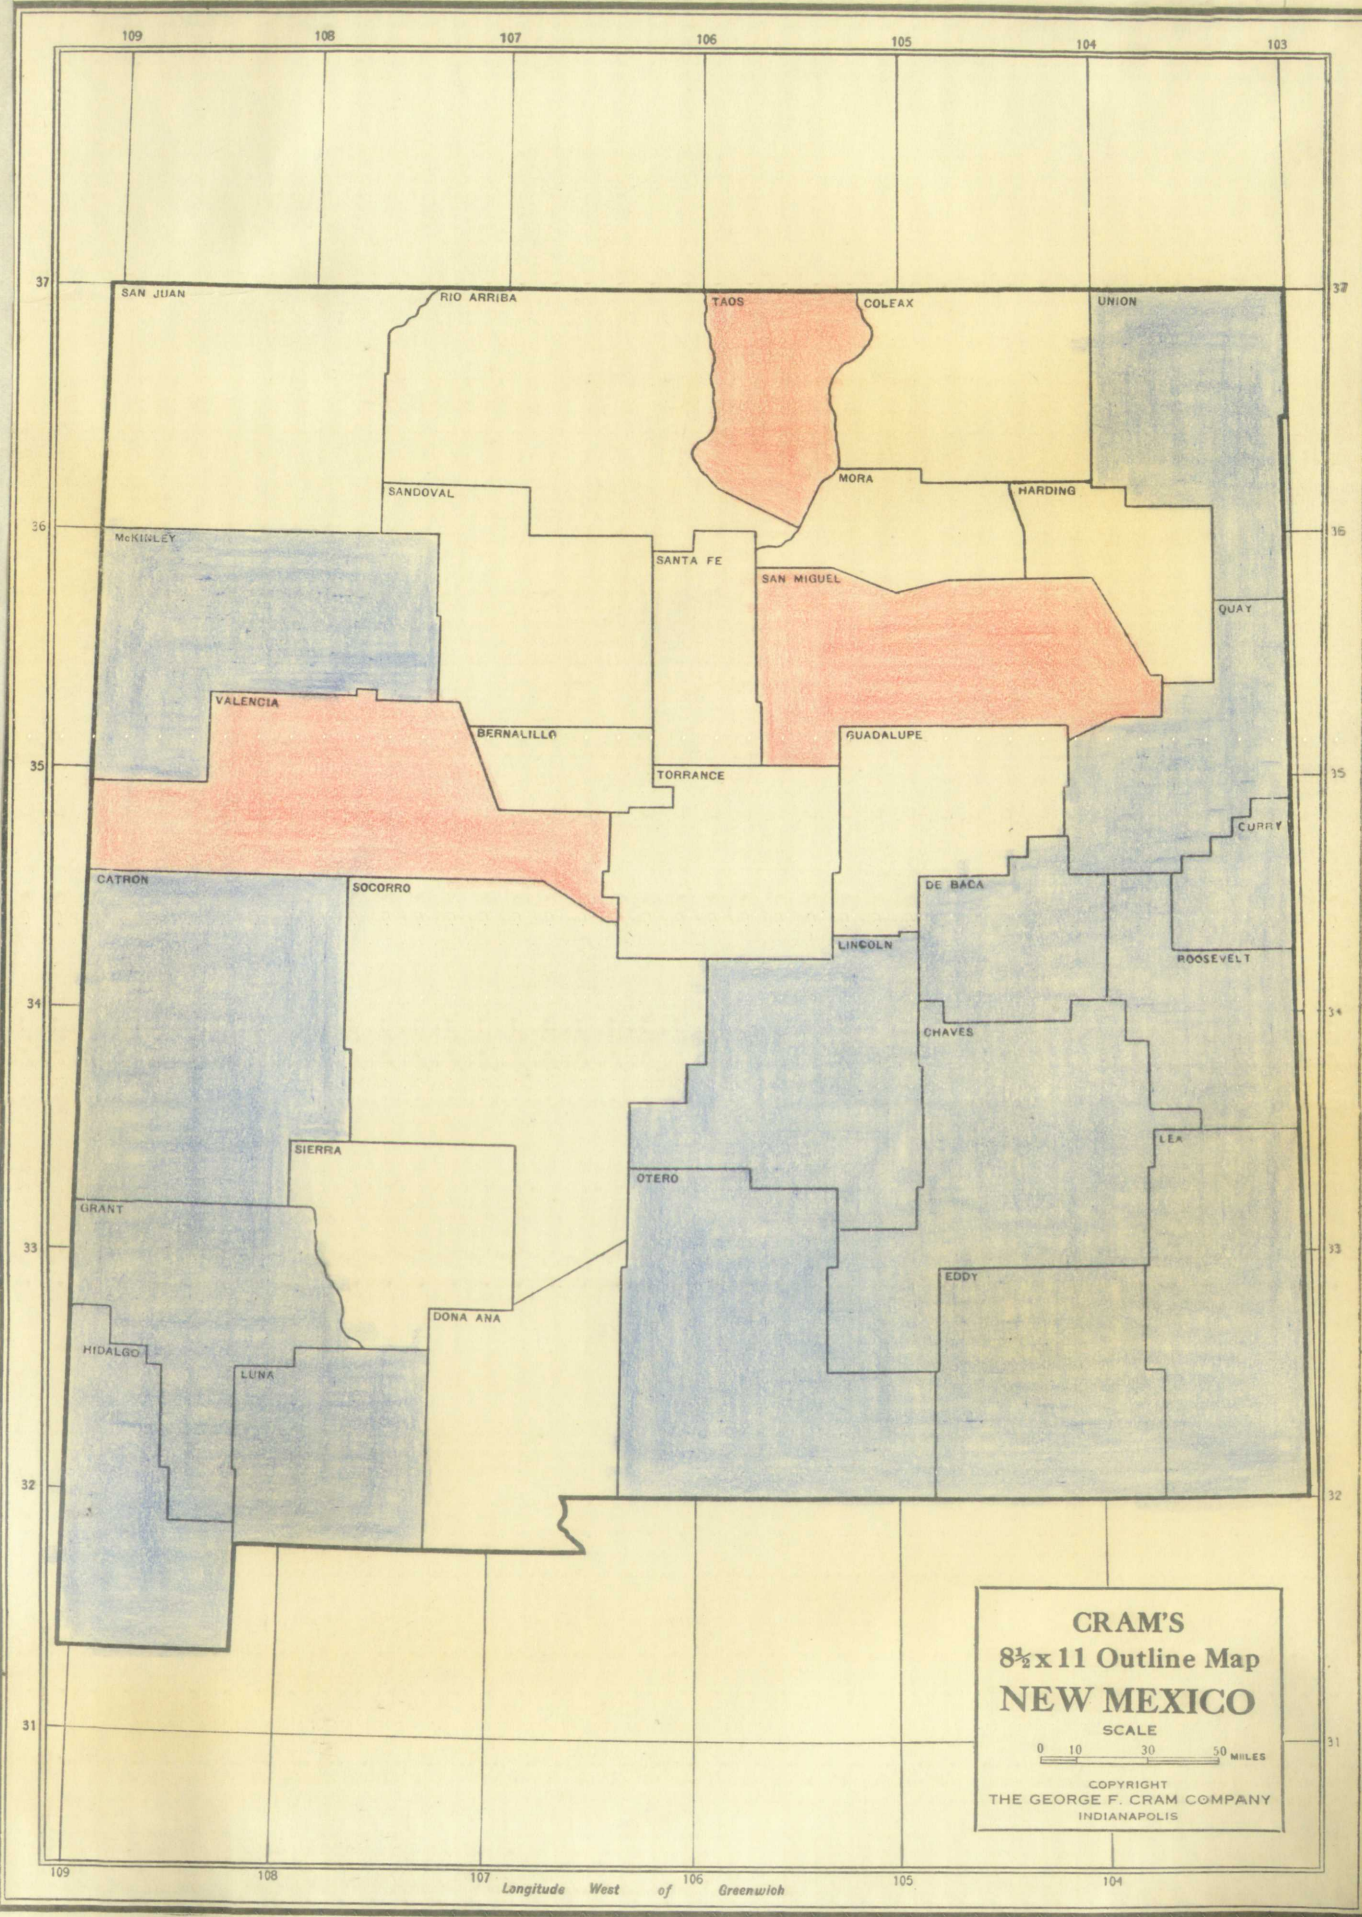 109 108 107 106 105 104 103
37 37
SAN JUAN RIO ARRIBA TAOS COLFAX UNION
MORA
SANDOVAL HARDING
36 36
McKINLEY
SANTA FE
SAN MIGUEL
QUAY
VALENCIA
BERNALILLO GUADALUPE
35 35
TORRANCE
CURRY
CATRON SOCORRO DE BACA
LINCOLN
ROOSEVELT
34 34
CHAVES
LEA
SIERRA
OTERO
GRANT
33 33
EDDY
DONA ANA
HIDALGO
LUNA
32 32
CRAM'S
8½x11 Outline Map
NEW MEXICO
SCALE
0 10 30 50 MILES
31 31
COPYRIGHT
THE GEORGE F. CRAM COMPANY
INDIANAPOLIS
109 108 107 106 105 104
Longitude West of Greenwich